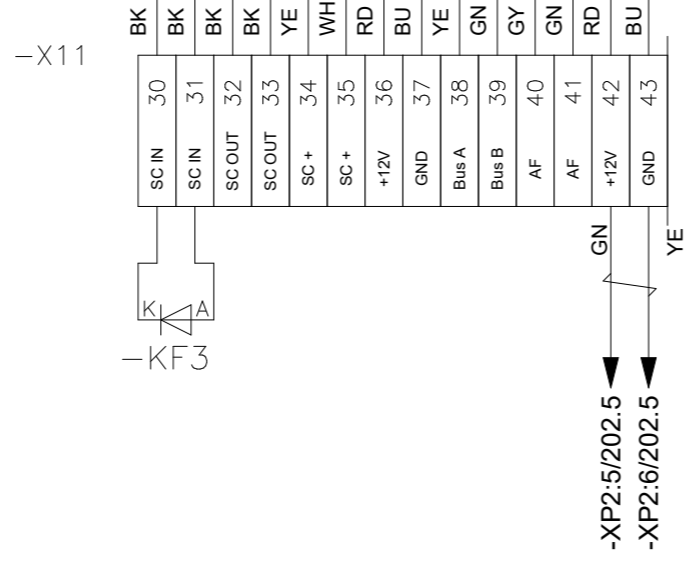 BK BK BK BK YE WH RD BU YE GN GY GN RD BU
-X11
30 31 32 33 34 35 36 37 38 39 40 41 42 43
SC IN SC IN SC OUT SC OUT SC + SC + +12V GND Bus A Bus B AF AF +12V GND
GN YE
K A
-KF3
-XP2:5/202.5
-XP2:6/202.5